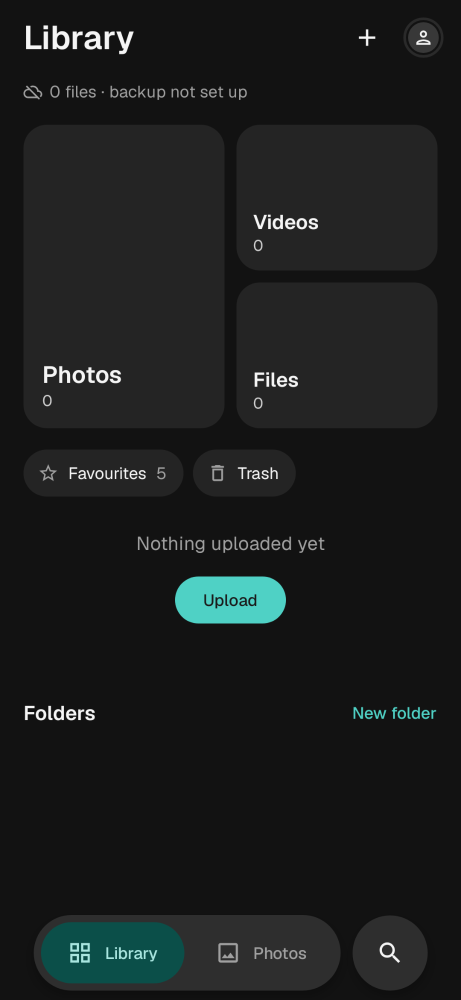 Library
0 files · backup not set up
Photos
0
Videos
0
Files
0
Favourites 5
Trash
Nothing uploaded yet
Upload
Folders
New folder
Library
Photos